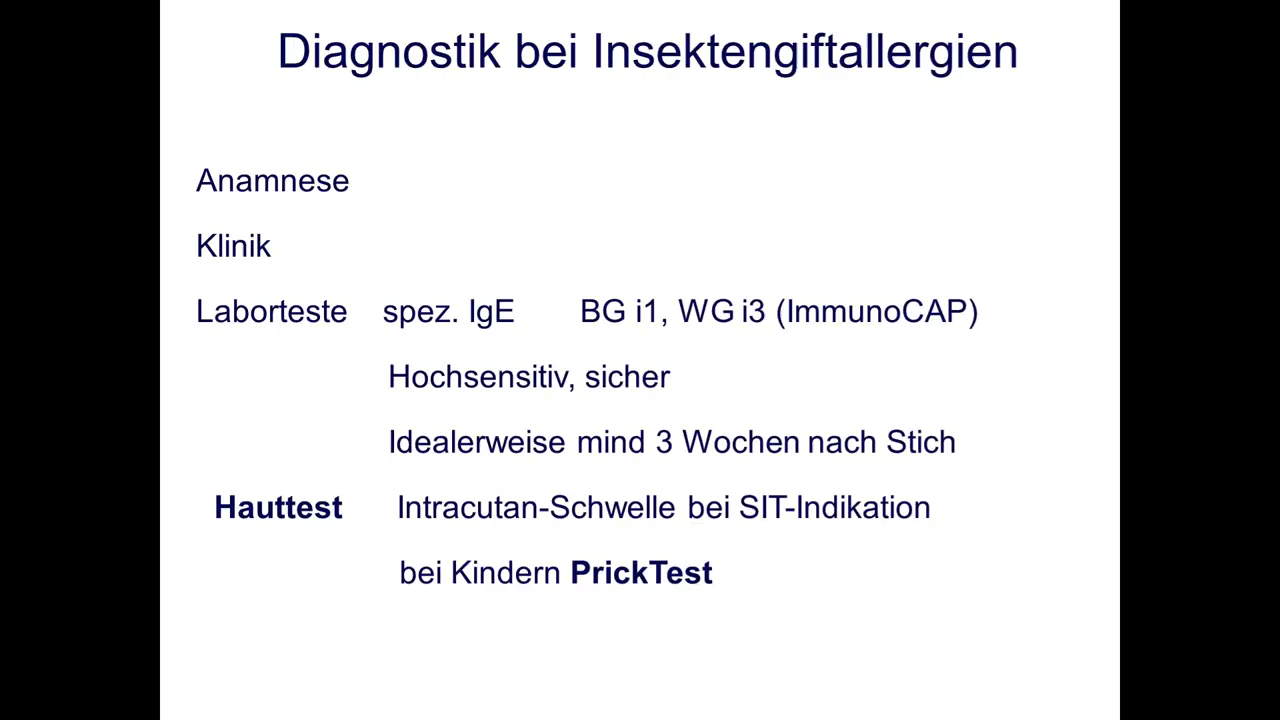 Diagnostik bei Insektengiftallergien
Anamnese
Klinik
Laborteste spez. IgE BG i1, WG i3 (ImmunoCAP)
Hochsensitiv, sicher
Idealerweise mind 3 Wochen nach Stich
Hauttest Intracutan-Schwelle bei SIT-Indikation
bei Kindern PrickTest